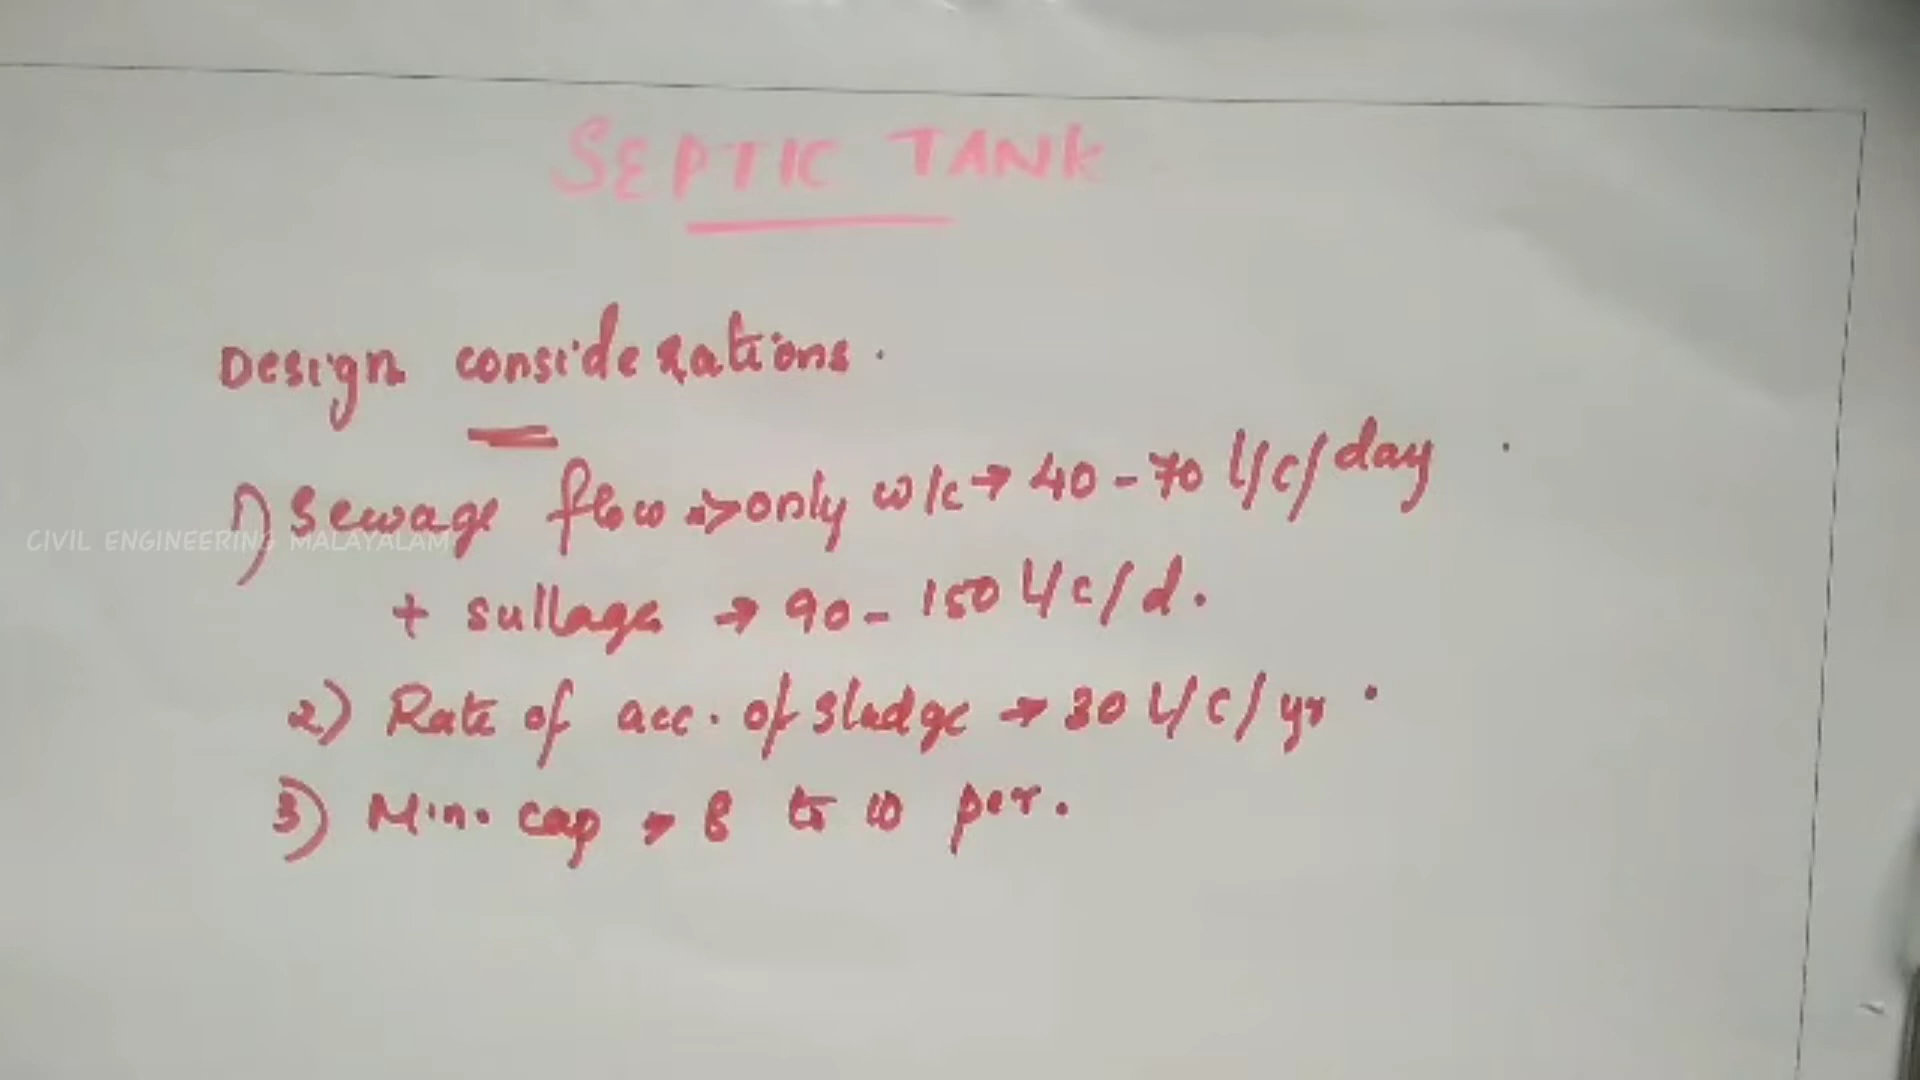 SEPTIC TANK
Design considerations.
1) Sewage flow → only w/c → 40 - 70 l/c/day
CIVIL ENGINEERING MALAYALAM
+ sullage → 90 - 150 l/c/d.
2) Rate of acc. of sludge → 30 l/c/yr
3) Min. cap → 8 to 10 per.